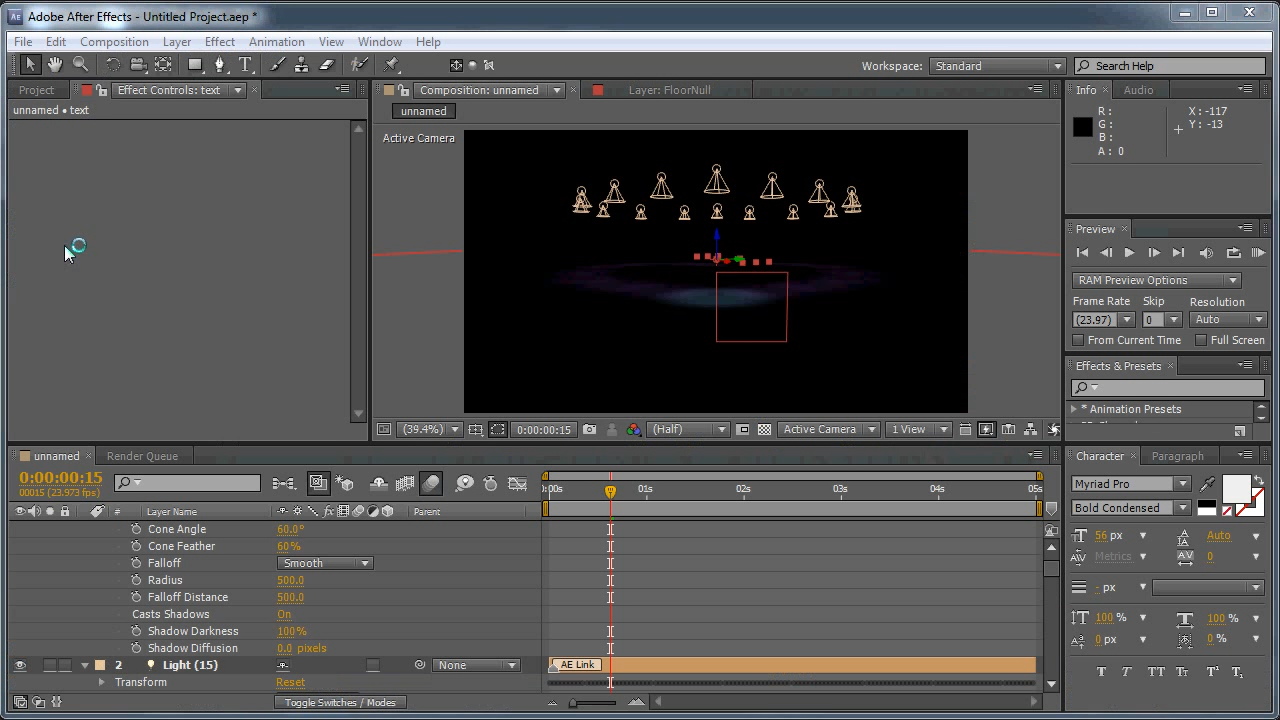 Adobe After Effects - Untitled Project.aep *
File Edit Composition Layer Effect Animation View Window Help
Workspace: Standard Search Help
Project Effect Controls: text Composition: unnamed Layer: FloorNull Info Audio
unnamed • text
unnamed
R: X: -117
G: Y: -13
B:
A: 0
Active Camera
Preview
RAM Preview Options
Frame Rate Skip Resolution
(23.97) 0 Auto
From Current Time Full Screen
Effects & Presets
* Animation Presets
(39.4%) 0:00:00:15 (Half) Active Camera 1 View
unnamed Render Queue
Character Paragraph
0:00:00:15
00015 (23.973 fps)
:00s 01s 02s 03s 04s 05s
# Layer Name Parent
Myriad Pro
Bold Condensed
56 px Auto
Metrics 0
- px
100% 100%
0 px 0 %
T T TT Tt T¹ T₁
Cone Angle 60.0°
Cone Feather 60%
Falloff Smooth
Radius 500.0
Falloff Distance 500.0
Casts Shadows On
Shadow Darkness 100%
Shadow Diffusion 0.0 pixels
2 Light (15) None AE Link
Transform Reset
Toggle Switches / Modes